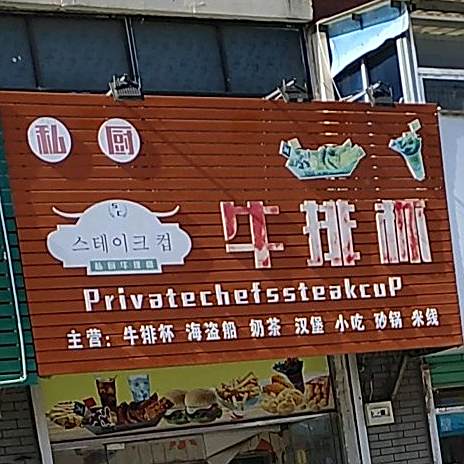 私厨
스테이크컵
私厨牛排杯
牛排杯
Privatechefssteakcup
主营：牛排杯 海盗船 奶茶 汉堡 小吃 砂锅 米线